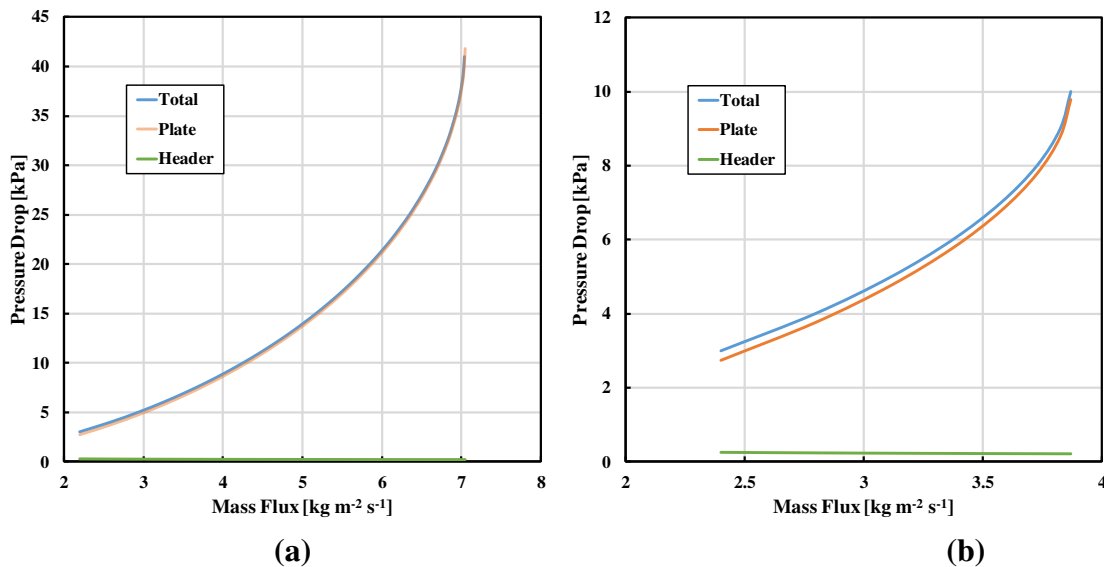 45
40
35
30
25
20
15
10
5
0
Pressure Drop [kPa]
Total
Plate
Header
2 3 4 5 6 7 8
Mass Flux [kg m-2 s-1]
(a)
12
10
8
6
4
2
0
Pressure Drop [kPa]
Total
Plate
Header
2 2.5 3 3.5 4
Mass Flux [kg m-2 s-1]
(b)